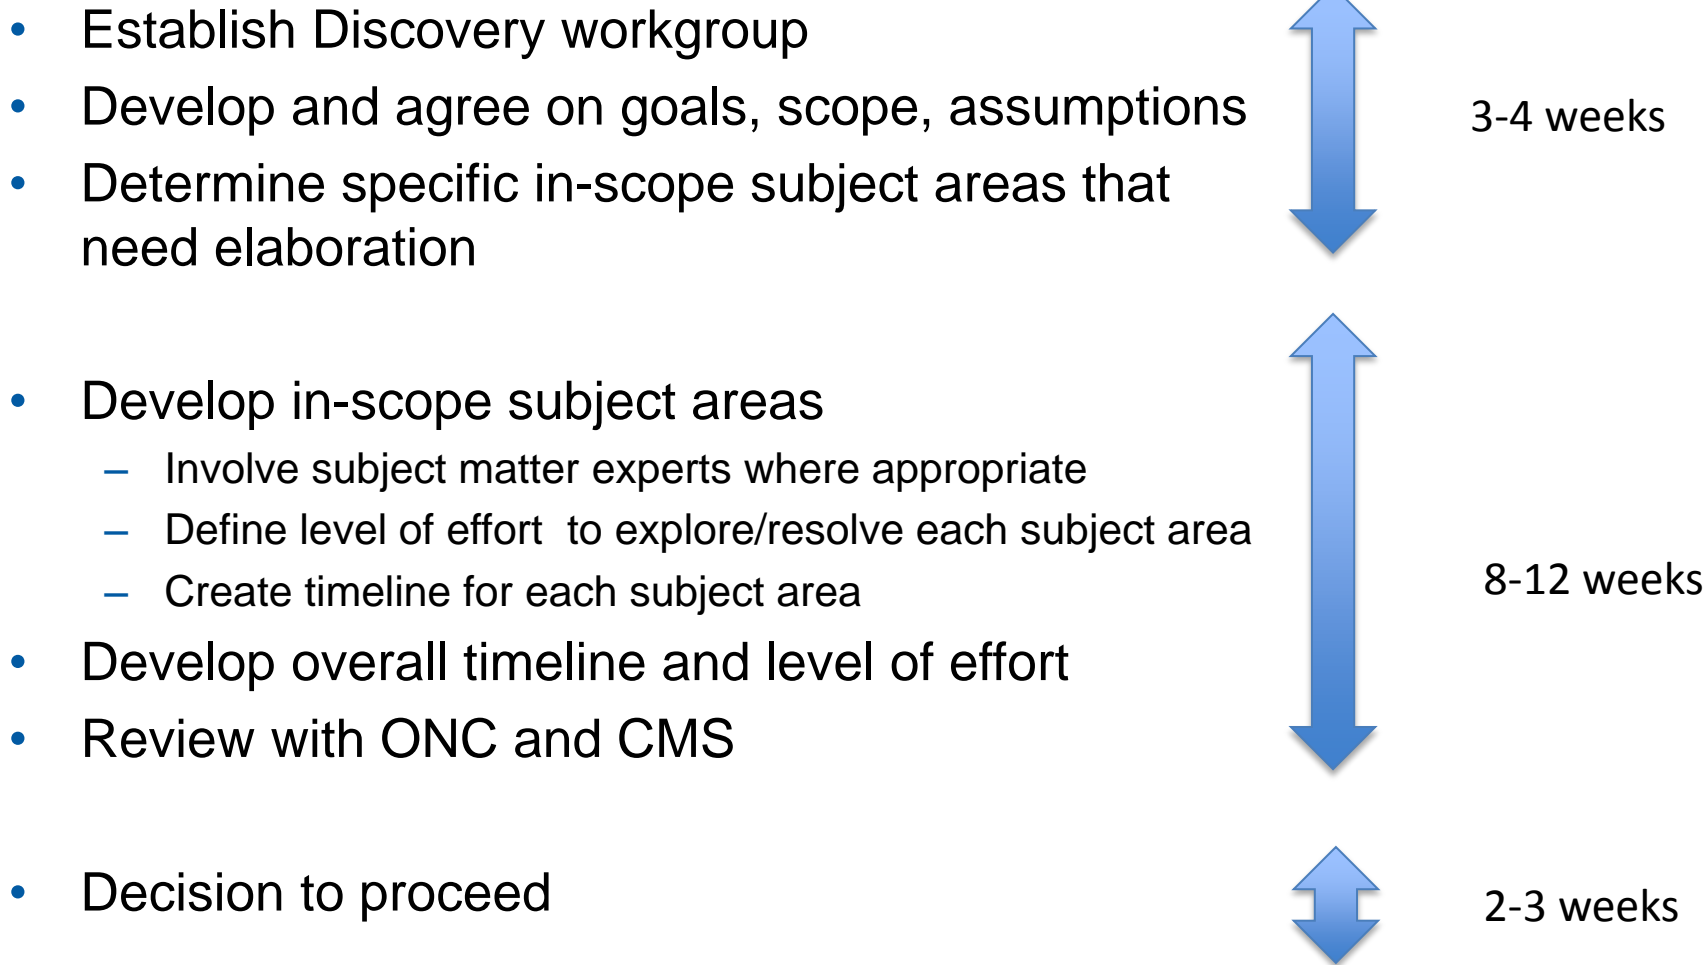 • Establish Discovery workgroup
• Develop and agree on goals, scope, assumptions
3-4 weeks
• Determine specific in-scope subject areas that
need elaboration
• Develop in-scope subject areas
– Involve subject matter experts where appropriate
– Define level of effort  to explore/resolve each subject area
– Create timeline for each subject area
8-12 weeks
• Develop overall timeline and level of effort
• Review with ONC and CMS
• Decision to proceed
2-3 weeks